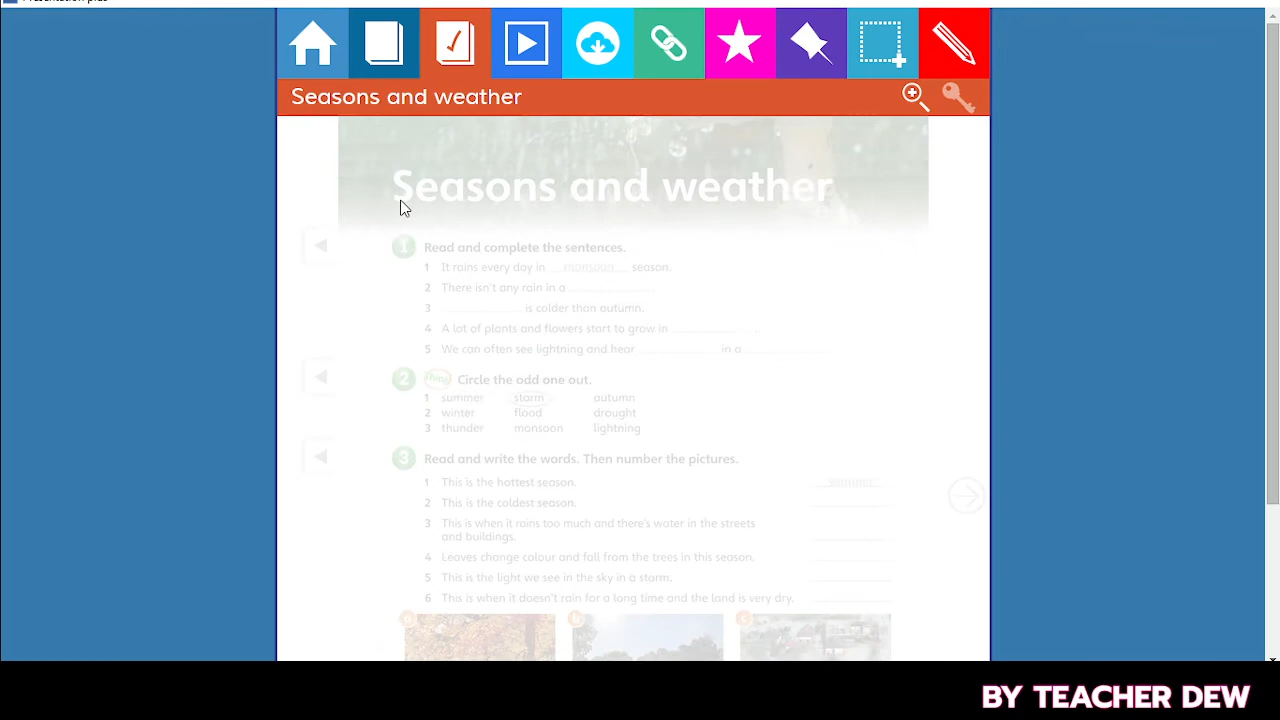 Seasons and weather
Seasons and weather
1 Read and complete the sentences.
1 It rains every day in monsoon season.
2 There isn't any rain in a
3 is colder than autumn.
4 A lot of plants and flowers start to grow in .
5 We can often see lightning and hear in a
2 Think Circle the odd one out.
1 summer storm autumn
2 winter flood drought
3 thunder monsoon lightning
3 Read and write the words. Then number the pictures.
1 This is the hottest season. summer
2 This is the coldest season.
3 This is when it rains too much and there's water in the streets
and buildings.
4 Leaves change colour and fall from the trees in this season.
5 This is the light we see in the sky in a storm.
6 This is when it doesn't rain for a long time and the land is very dry.
a b c
BY TEACHER DEW